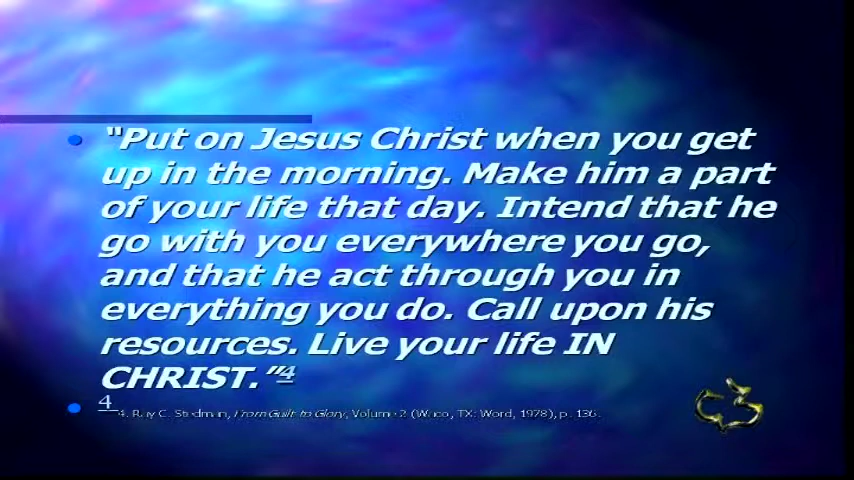 “Put on Jesus Christ when you get
up in the morning. Make him a part
of your life that day. Intend that he
go with you everywhere you go,
and that he act through you in
everything you do. Call upon his
resources. Live your life IN
CHRIST.”4
4 4. Ray C. Stedman, From Guilt to Glory, Volume 2 (Waco, TX: Word, 1978), p. 136.
C3